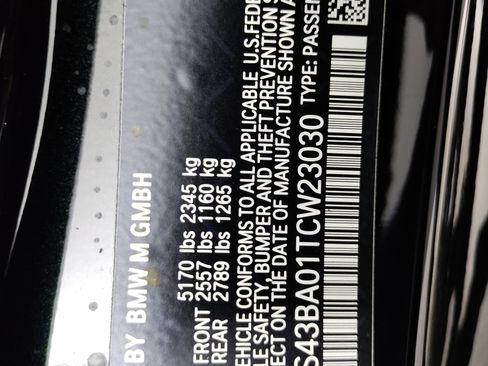 BY BMW M GMBH
5170 lbs 2345 kg
FRONT 2557 lbs 1160 kg
REAR 2789 lbs 1265 kg
VEHICLE CONFORMS TO ALL APPLICABLE U.S.FEDE
LE SAFETY, BUMPER AND THEFT PREVENTION S
ECT ON THE DATE OF MANUFACTURE SHOWN A
S43BA01TCW23030 TYPE: PASSE